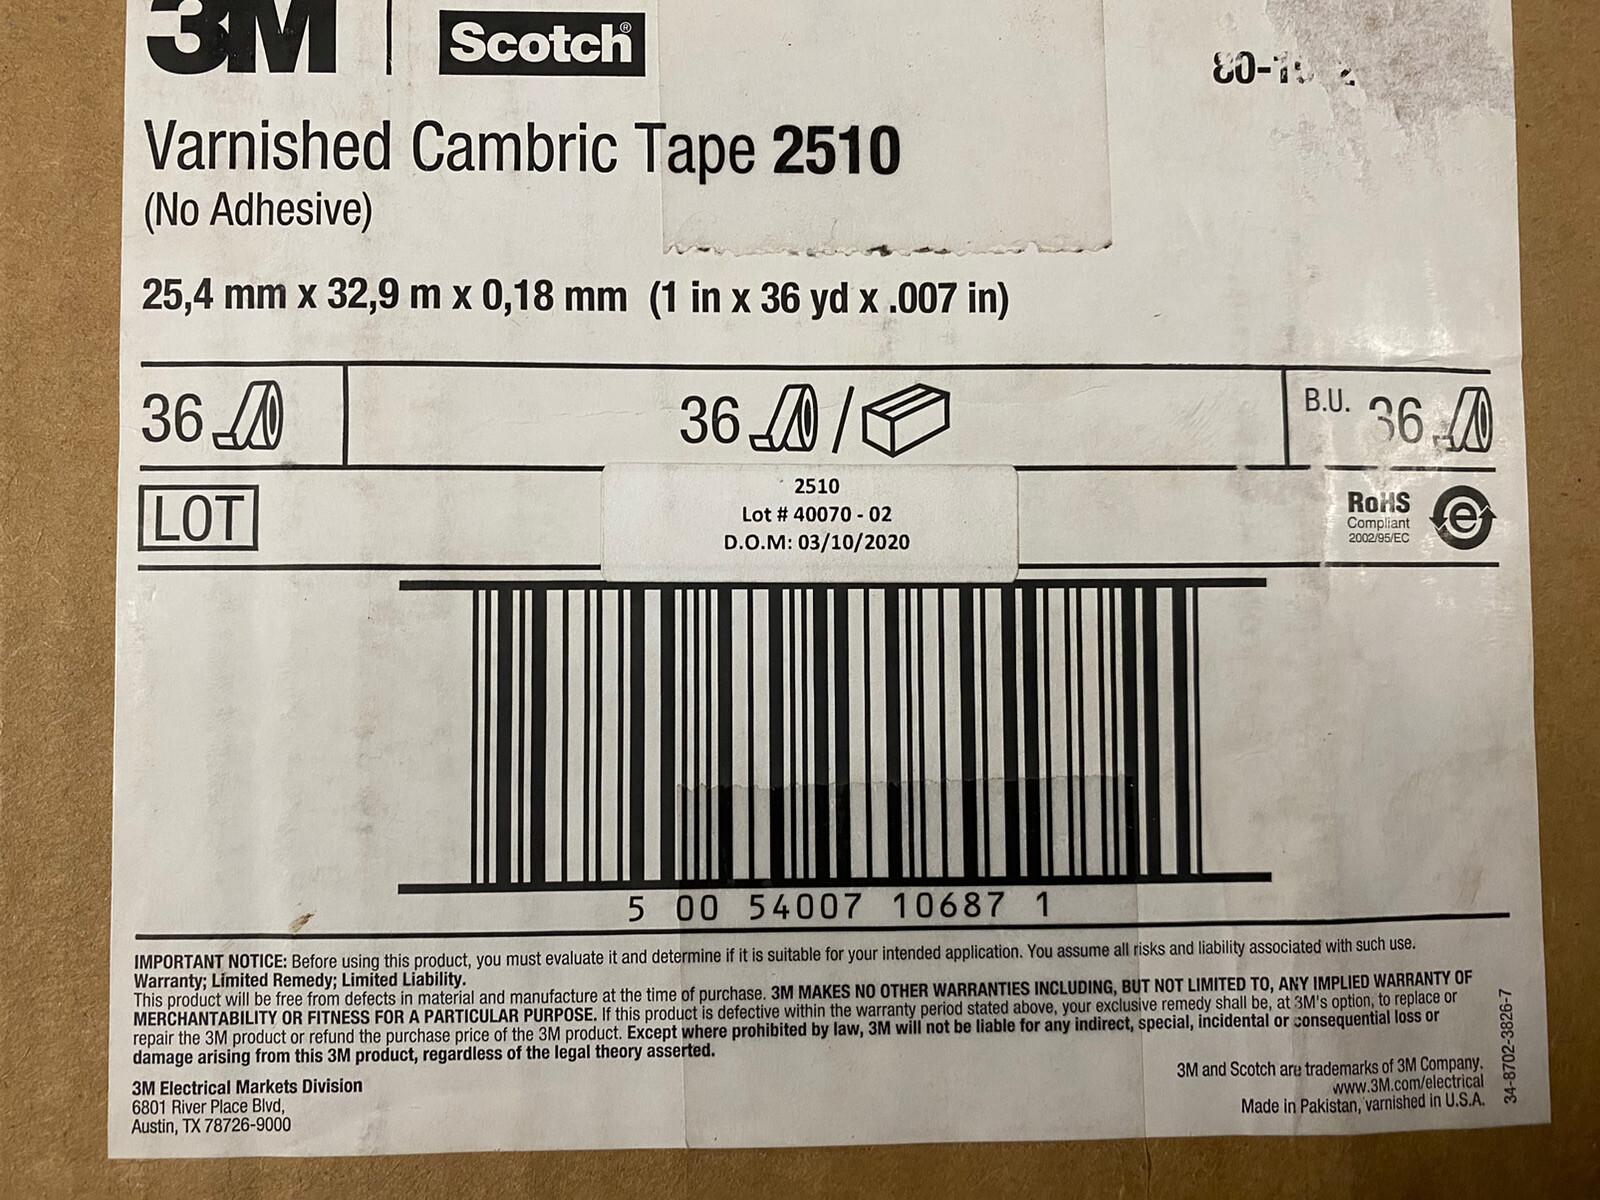 3M Scotch®
80-1
Varnished Cambric Tape 2510
(No Adhesive)
25,4 mm x 32,9 m x 0,18 mm (1 in x 36 yd x .007 in)
36 36 / B.U. 36
LOT
2510
Lot # 40070 - 02
D.O.M: 03/10/2020
RoHS
Compliant
2002/95/EC
e
5 00 54007 10687 1
IMPORTANT NOTICE: Before using this product, you must evaluate it and determine if it is suitable for your intended application. You assume all risks and liability associated with such use.
Warranty; Limited Remedy; Limited Liability.
This product will be free from defects in material and manufacture at the time of purchase. 3M MAKES NO OTHER WARRANTIES INCLUDING, BUT NOT LIMITED TO, ANY IMPLIED WARRANTY OF
MERCHANTABILITY OR FITNESS FOR A PARTICULAR PURPOSE. If this product is defective within the warranty period stated above, your exclusive remedy shall be, at 3M's option, to replace or
repair the 3M product or refund the purchase price of the 3M product. Except where prohibited by law, 3M will not be liable for any indirect, special, incidental or consequential loss or
damage arising from this 3M product, regardless of the legal theory asserted.
3M Electrical Markets Division
6801 River Place Blvd,
Austin, TX 78726-9000
3M and Scotch are trademarks of 3M Company.
www.3M.com/electrical
Made in Pakistan, varnished in U.S.A.
34-8702-3826-7